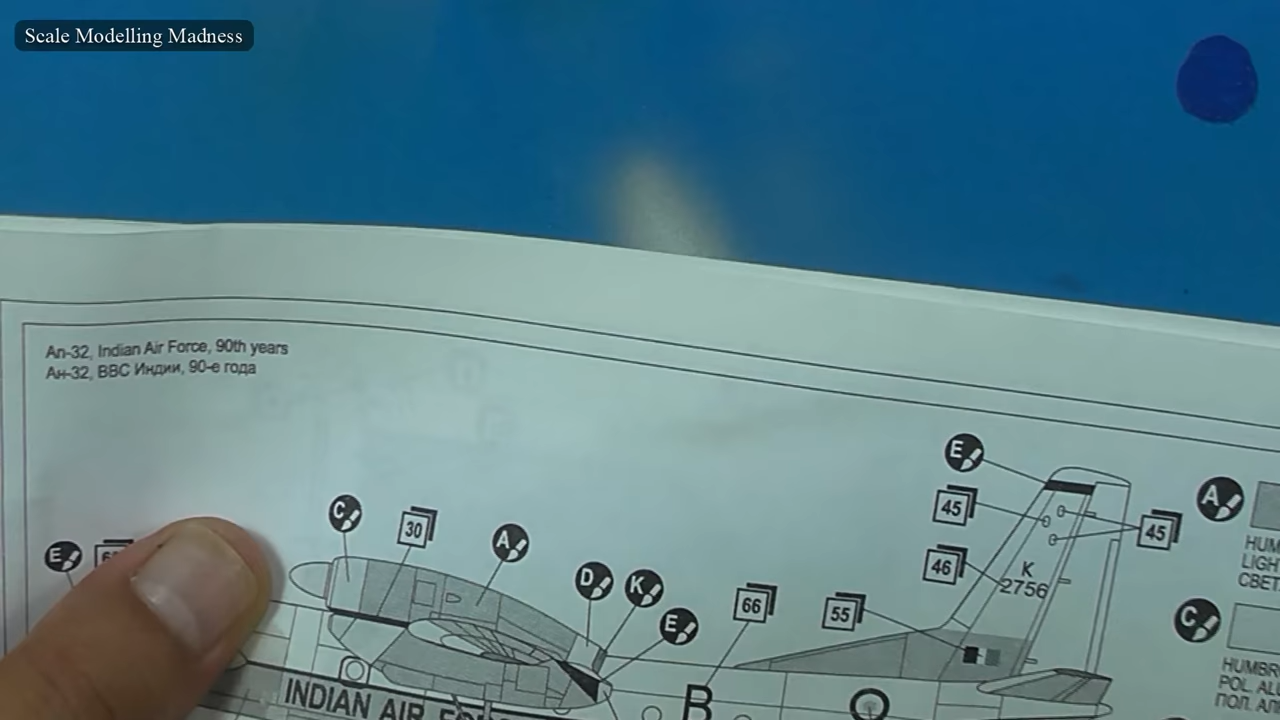 Scale Modelling Madness
An-32, Indian Air Force, 90th years
Ан-32, ВВС Индии, 90-е года
E
45
45
A
C
30
A
46
K
2756
E
D
K
E
66
55
C
B
INDIAN AIR